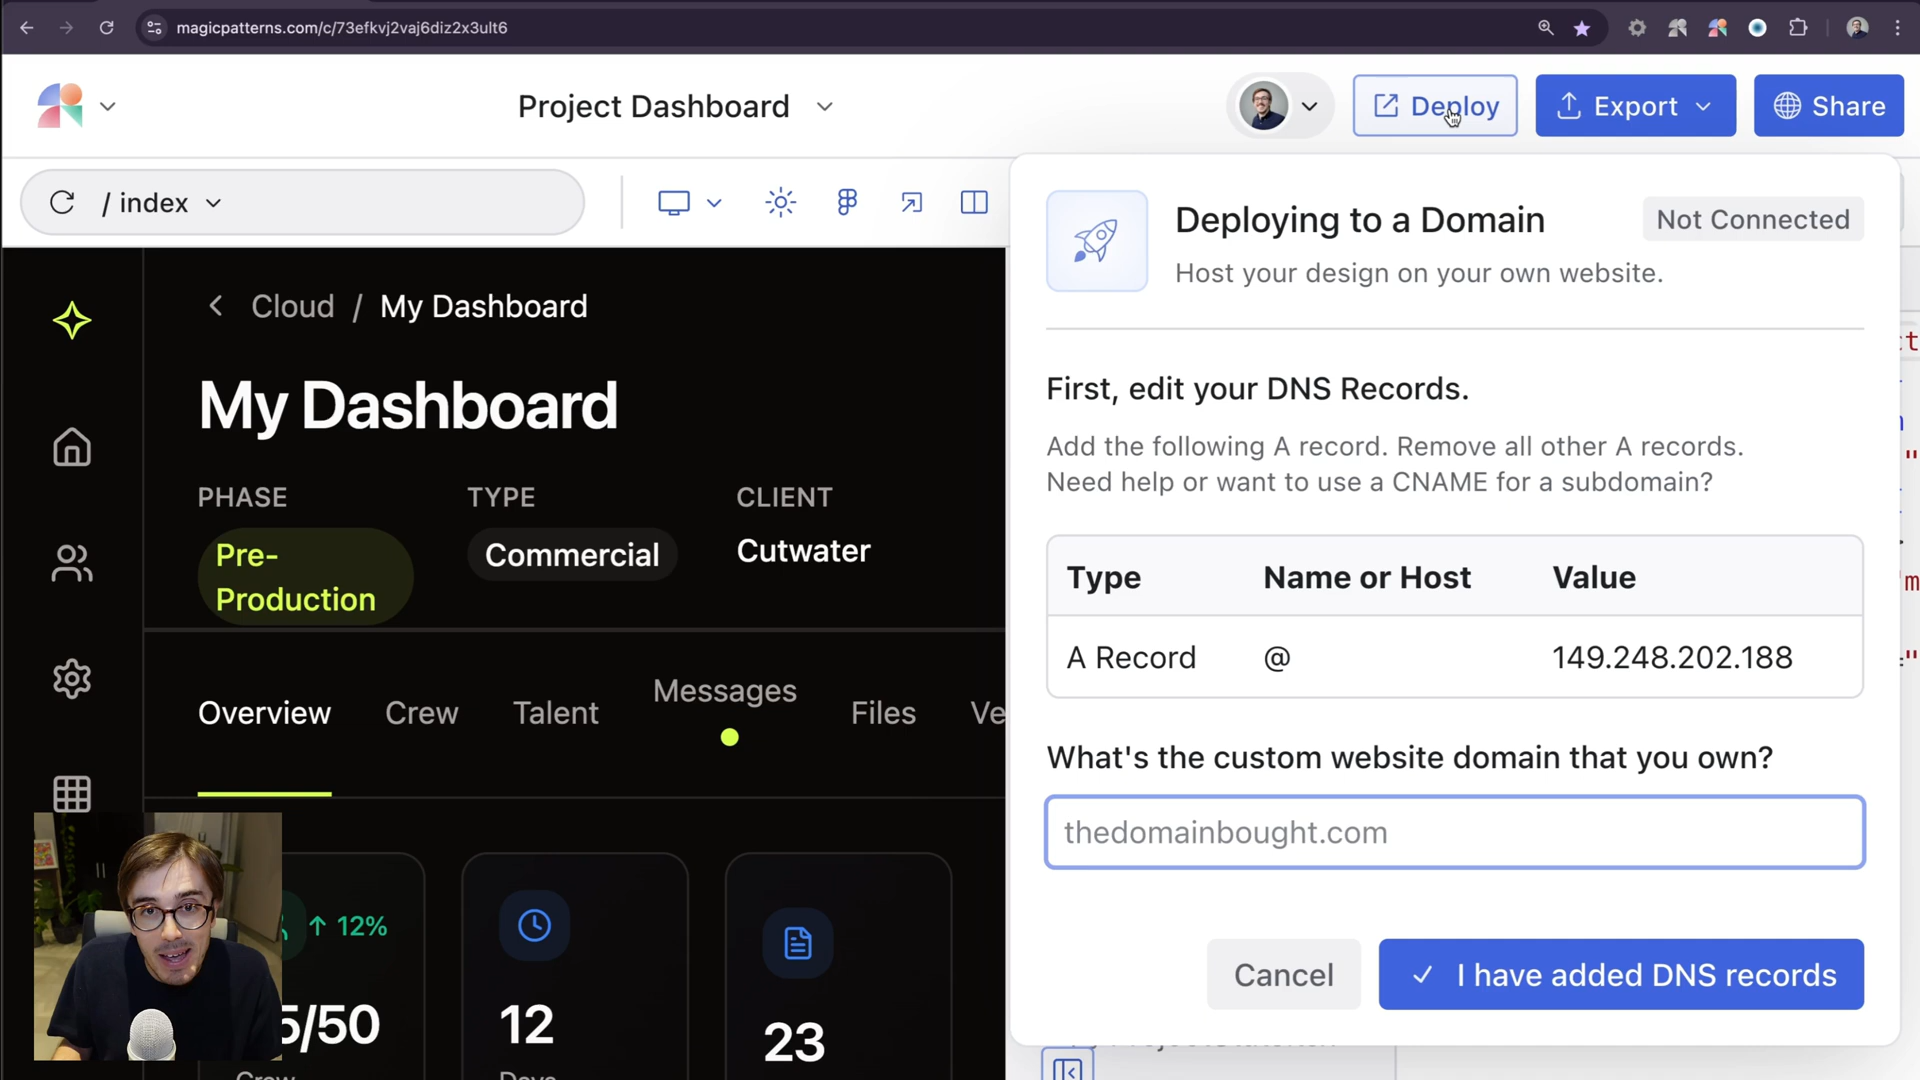 magicpatterns.com/c/73efkvj2vaj6diz2x3ult6
Project Dashboard
Deploy
Export
Share
/ index
Deploying to a Domain
Not Connected
Host your design on your own website.
Cloud / My Dashboard
My Dashboard
First, edit your DNS Records.
Add the following A record. Remove all other A records.
Need help or want to use a CNAME for a subdomain?
PHASE TYPE CLIENT
Pre-
Production
Commercial
Cutwater
Type Name or Host Value
A Record @ 149.248.202.188
Overview Crew Talent Messages Files Ve
What's the custom website domain that you own?
thedomainbought.com
↑ 12%
5/50
12
23
Cancel
I have added DNS records